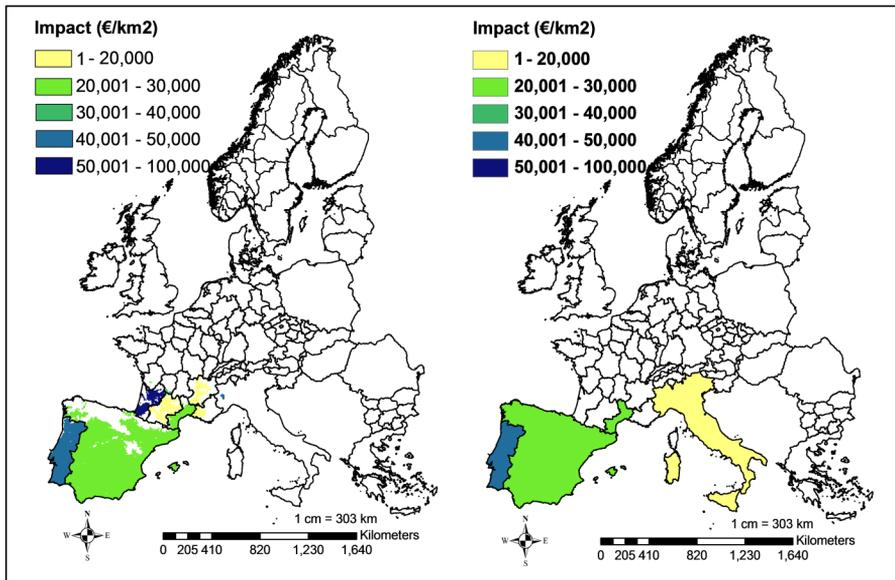 Impact (€/km2)
1 - 20,000
20,001 - 30,000
30,001 - 40,000
40,001 - 50,000
50,001 - 100,000
N
W E
S
1 cm = 303 km
Kilometers
0 205 410 820 1,230 1,640
Impact (€/km2)
1 - 20,000
20,001 - 30,000
30,001 - 40,000
40,001 - 50,000
50,001 - 100,000
N
W E
S
1 cm = 303 km
Kilometers
0 205 410 820 1,230 1,640